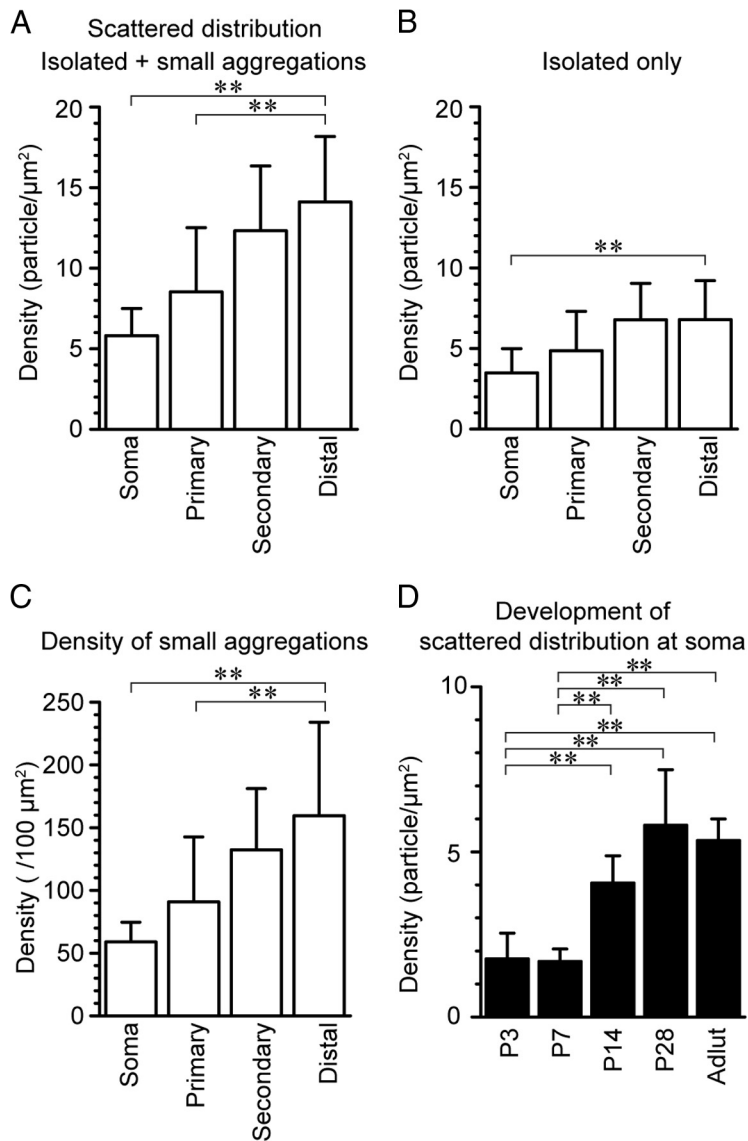 A
Scattered distribution
Isolated + small aggregations
**
**
20
15
10
5
0
Density (particle/μm²)
Soma
Primary
Secondary
Distal
B
Isolated only
**
20
15
10
5
0
Density (particle/μm²)
Soma
Primary
Secondary
Distal
C
Density of small aggregations
**
**
250
200
150
100
50
0
Density ( /100 μm²)
Soma
Primary
Secondary
Distal
D
Development of
scattered distribution at soma
**
**
**
**
**
**
10
5
0
Density (particle/μm²)
P3
P7
P14
P28
Adlut